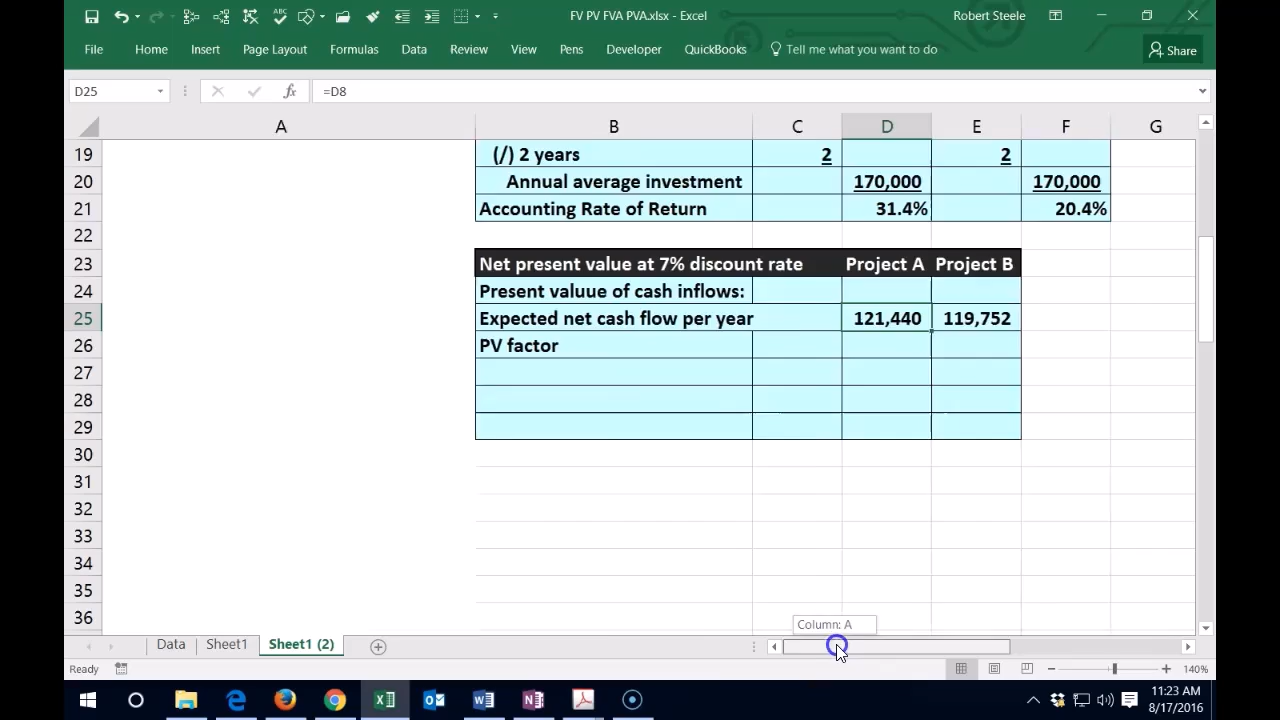 FV PV FVA PVA.xlsx - Excel
Robert Steele
File Home Insert Page Layout Formulas Data Review View Pens Developer QuickBooks Tell me what you want to do Share
D25 fx =D8
A B C D E F G
19 (/) 2 years 2 2
20 Annual average investment 170,000 170,000
21 Accounting Rate of Return 31.4% 20.4%
22
23 Net present value at 7% discount rate Project A Project B
24 Present valuue of cash inflows:
25 Expected net cash flow per year 121,440 119,752
26 PV factor
27
28
29
30
31
32
33
34
35
36
Column: A
Data Sheet1 Sheet1 (2)
Ready 140%
11:23 AM
8/17/2016